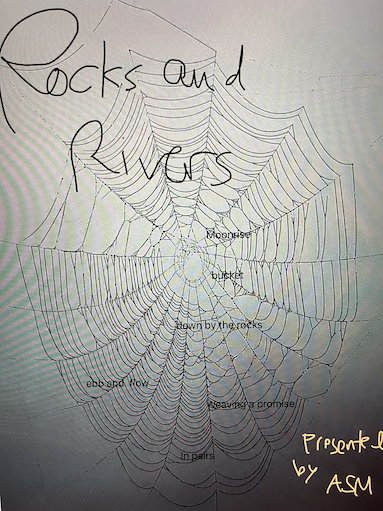 Rocks and
Rivers
Moonrise
bucket
down by the rocks
ebb and flow
Weaving a promise
In pairs
Presented
by ASM